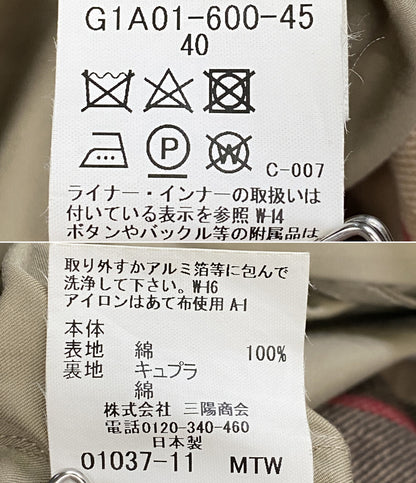 G1A01-600-45
40
P
W
C-007
ライナー・インナーの取扱いは
付いている表示を参照 W-14
ボタンやバックル等の附属品は
取り外すかアルミ箔等に包んで
洗浄して下さい。W-16
アイロンはあて布使用 A-1
本体
表地 綿 100%
裏地 キュプラ
綿
株式会社 三陽商会
電話0120-340-460
日本製
01037-11 MTW